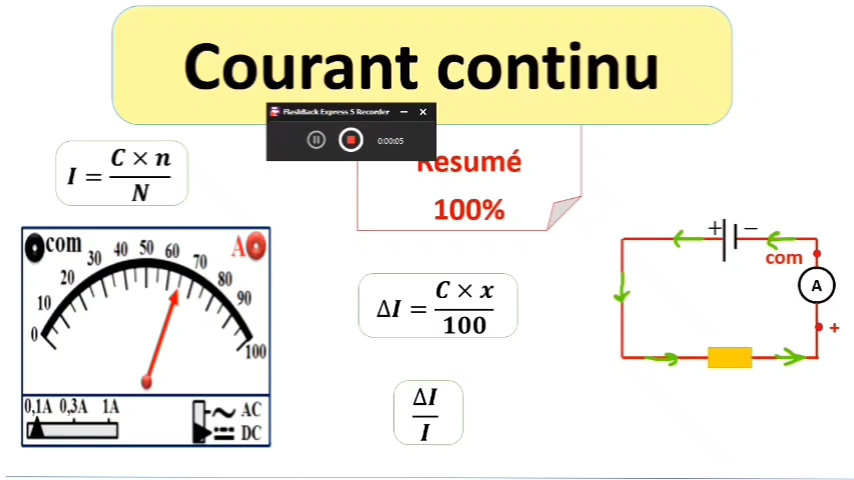 Courant continu
FlashBack Express 5 Recorder
0:00:05
Resumé
100%
I = C × n / N
com
A
0 10 20 30 40 50 60 70 80 90 100
0,1A 0,3A 1A
AC
DC
ΔI = C × x / 100
ΔI / I
+ −
com
A
+